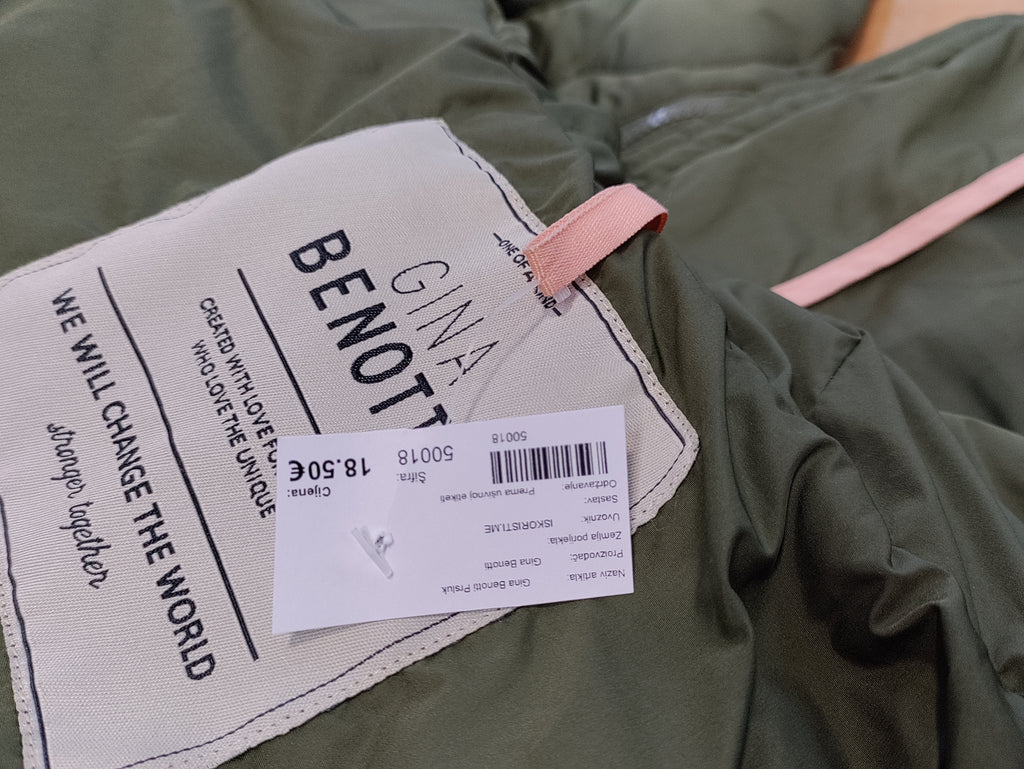 —ONE OF A KIND—
GINA
BENOTT
CREATED WITH LOVE FO
WHO LOVE THE UNIQUE
WE WILL CHANGE THE WORLD
stronger together
Naziv artikla: Gina Benotti Prsluk
Proizvođač: Gina Benotti
Zemlja porijekla:
Uvoznik: ISKORISTI.ME
Sastav:
Održavanje: Prema ušivnoj etiketi
50018
Šifra: 50018
Cijena: 18.50€